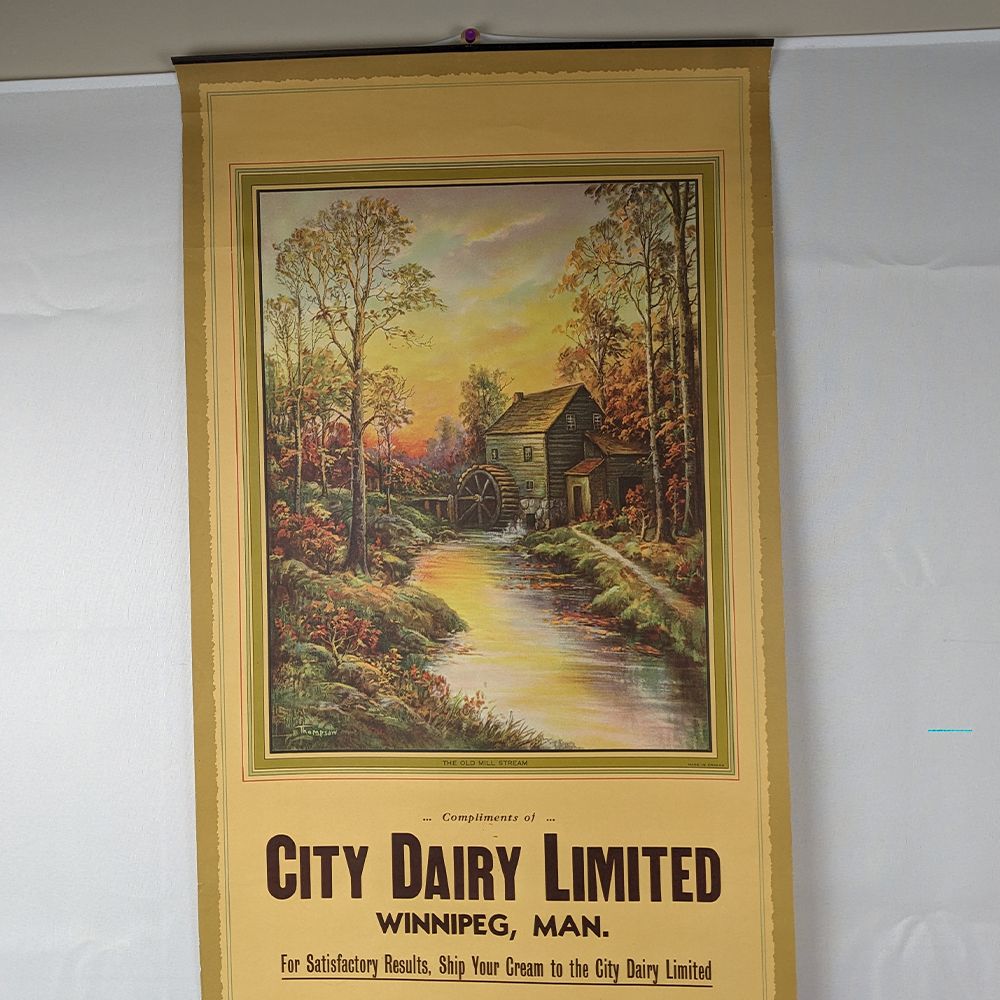 Thompson
THE OLD MILL STREAM
MADE IN CANADA
... Compliments of ...
CITY DAIRY LIMITED
WINNIPEG, MAN.
For Satisfactory Results, Ship Your Cream to the City Dairy Limited